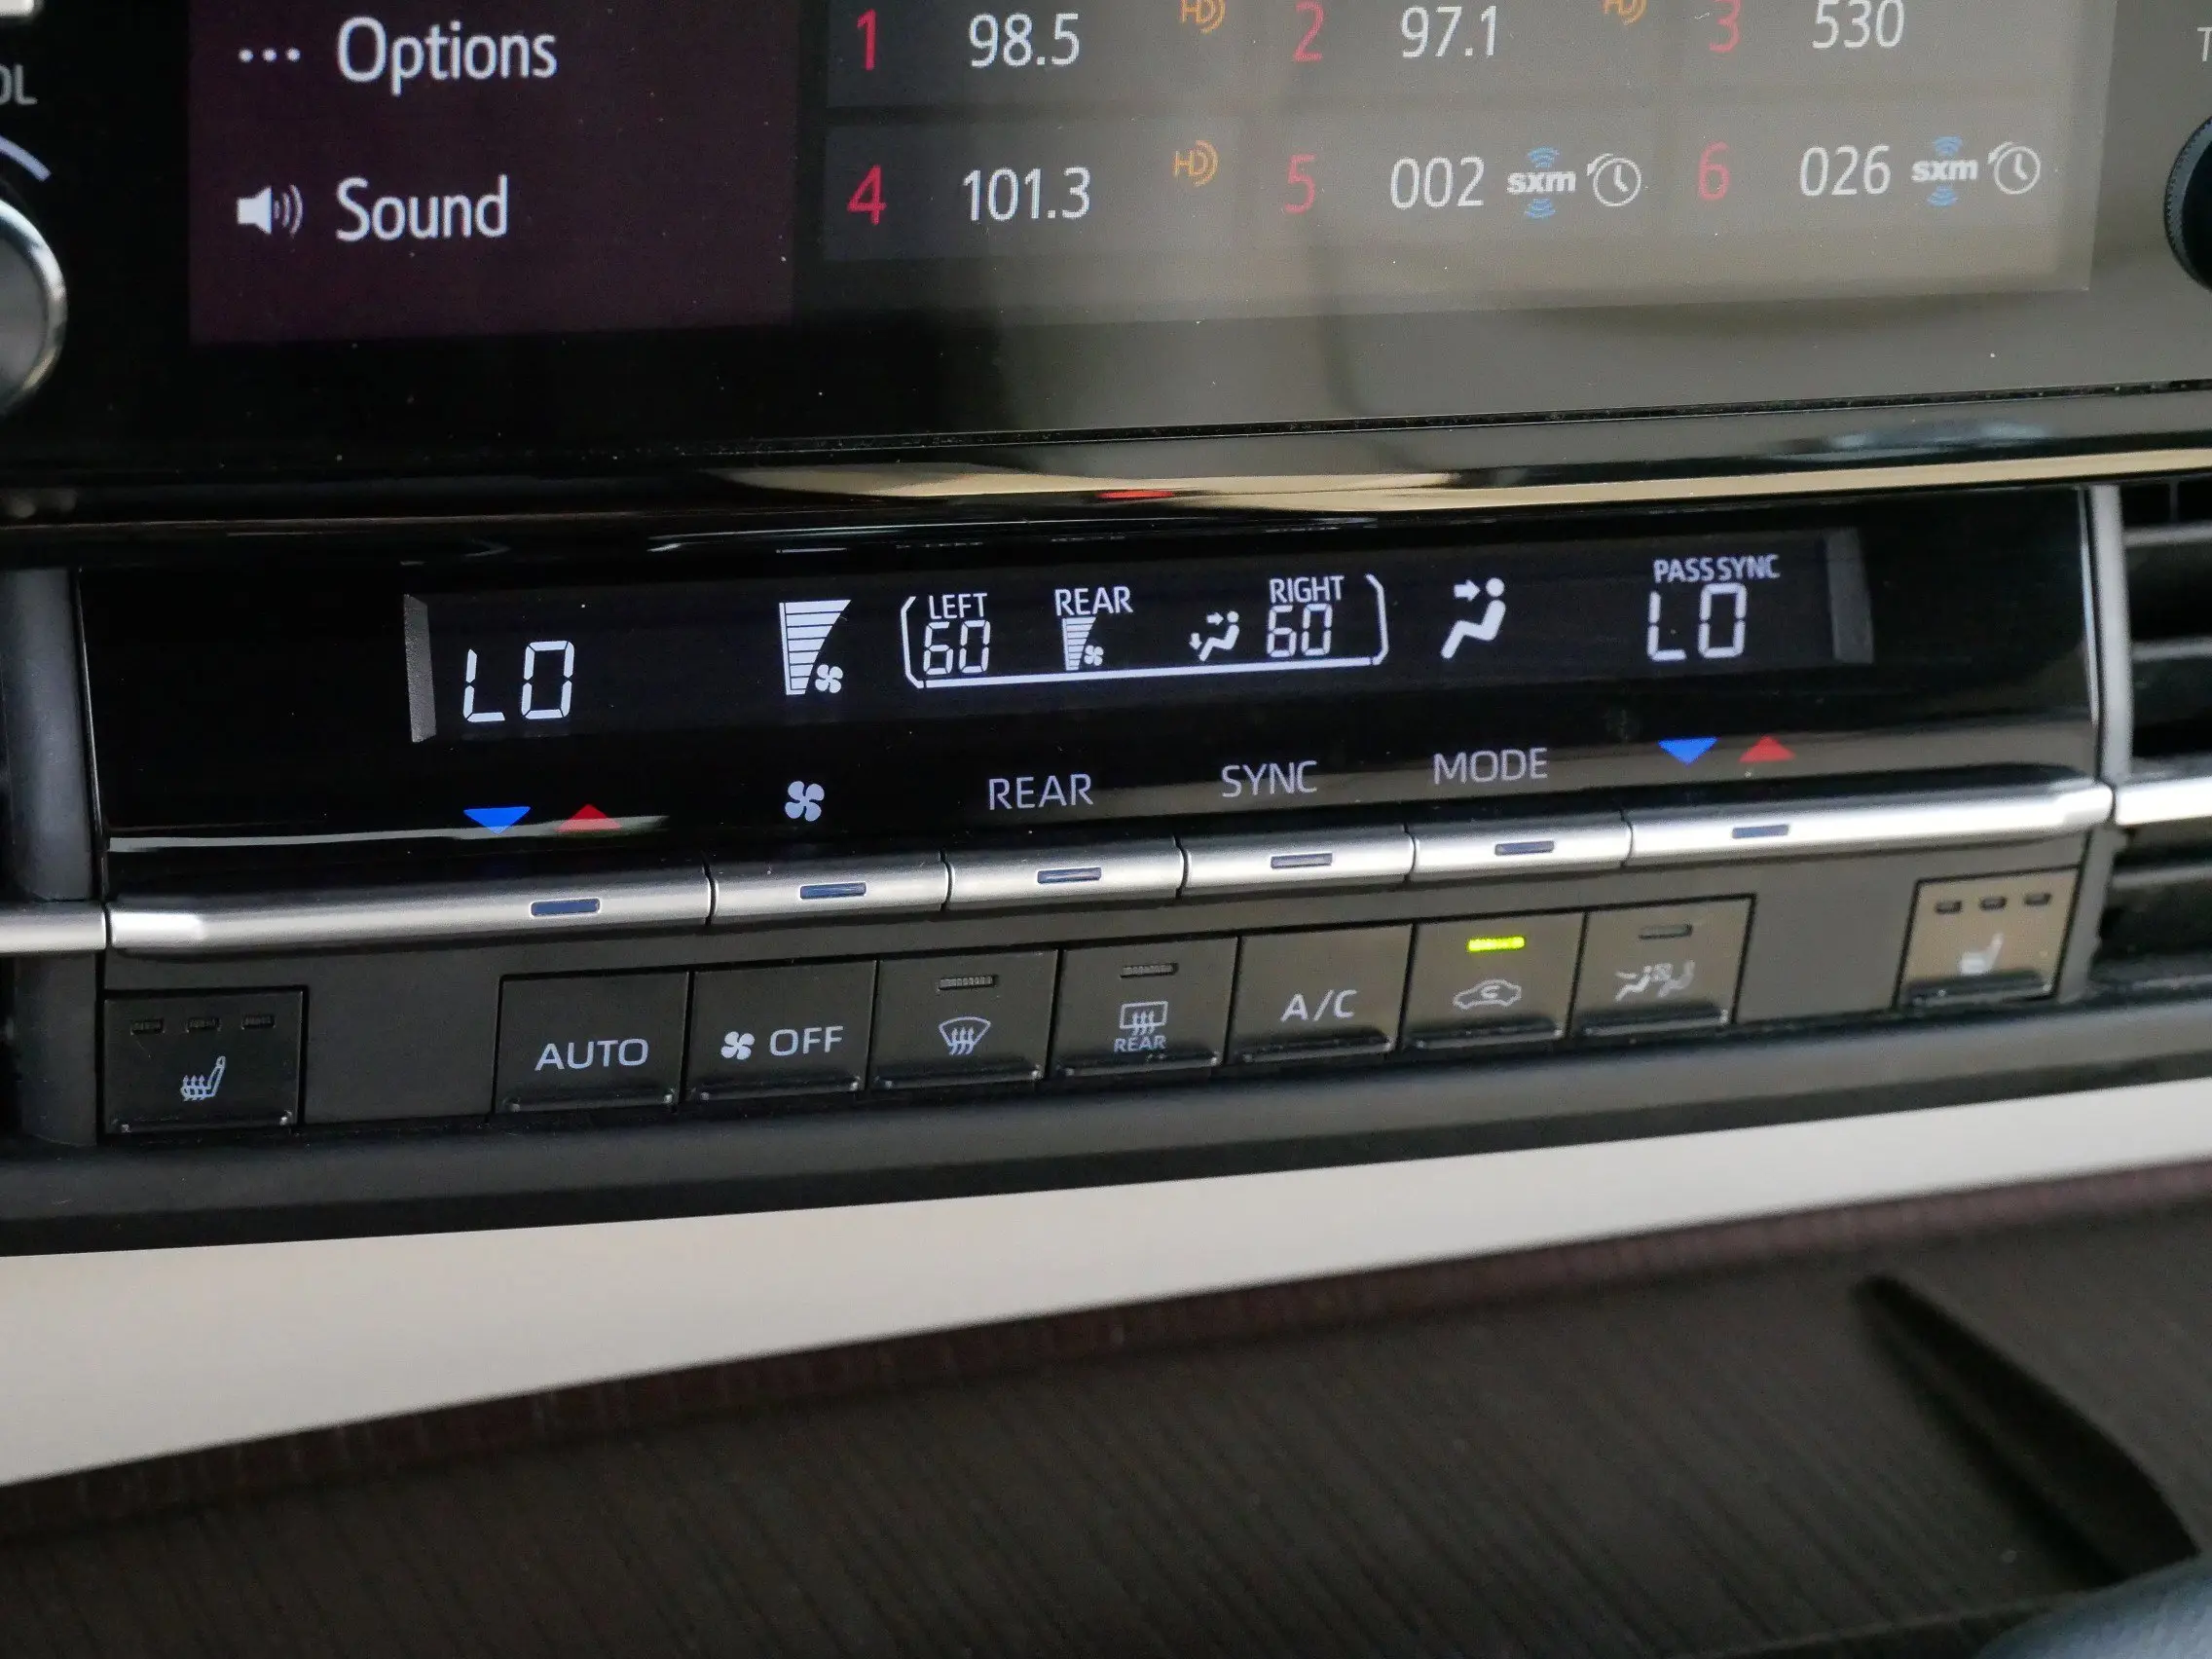 OL
... Options
1 98.5 HD
2 97.1 HD
3 530
T
Sound
4 101.3 HD
5 002 sxm
6 026 sxm
LO
LEFT
60
REAR
RIGHT
60
PASS SYNC
LO
REAR
SYNC
MODE
AUTO
OFF
REAR
A/C